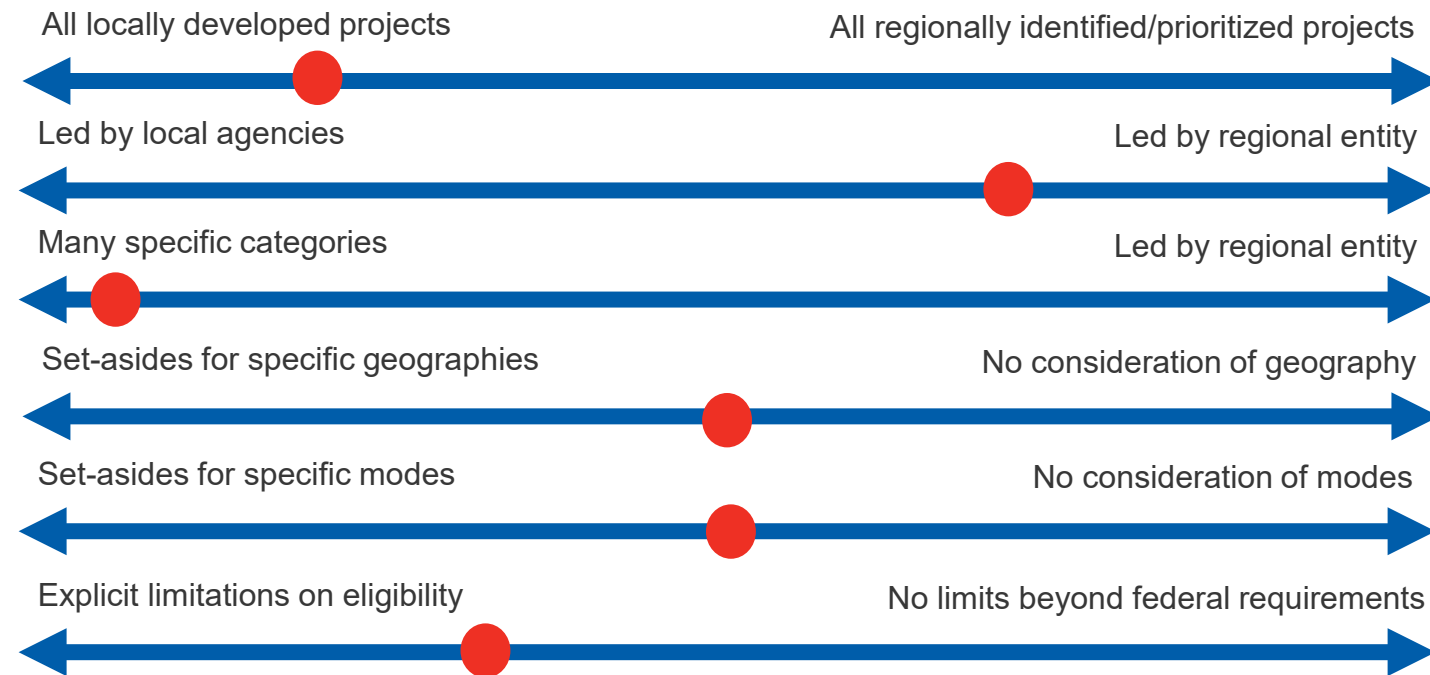 All locally developed projects
All regionally identified/prioritized projects
Led by local agencies
Led by regional entity
Many specific categories
Led by regional entity
Set-asides for specific geographies
No consideration of geography
Set-asides for specific modes
No consideration of modes
Explicit limitations on eligibility
No limits beyond federal requirements